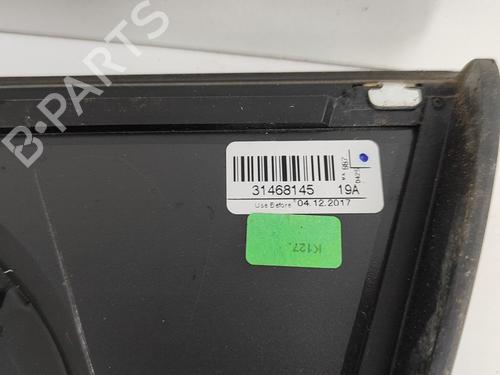 B-PARTS
31468145 19A
Use Before 04.12.2017
K127.